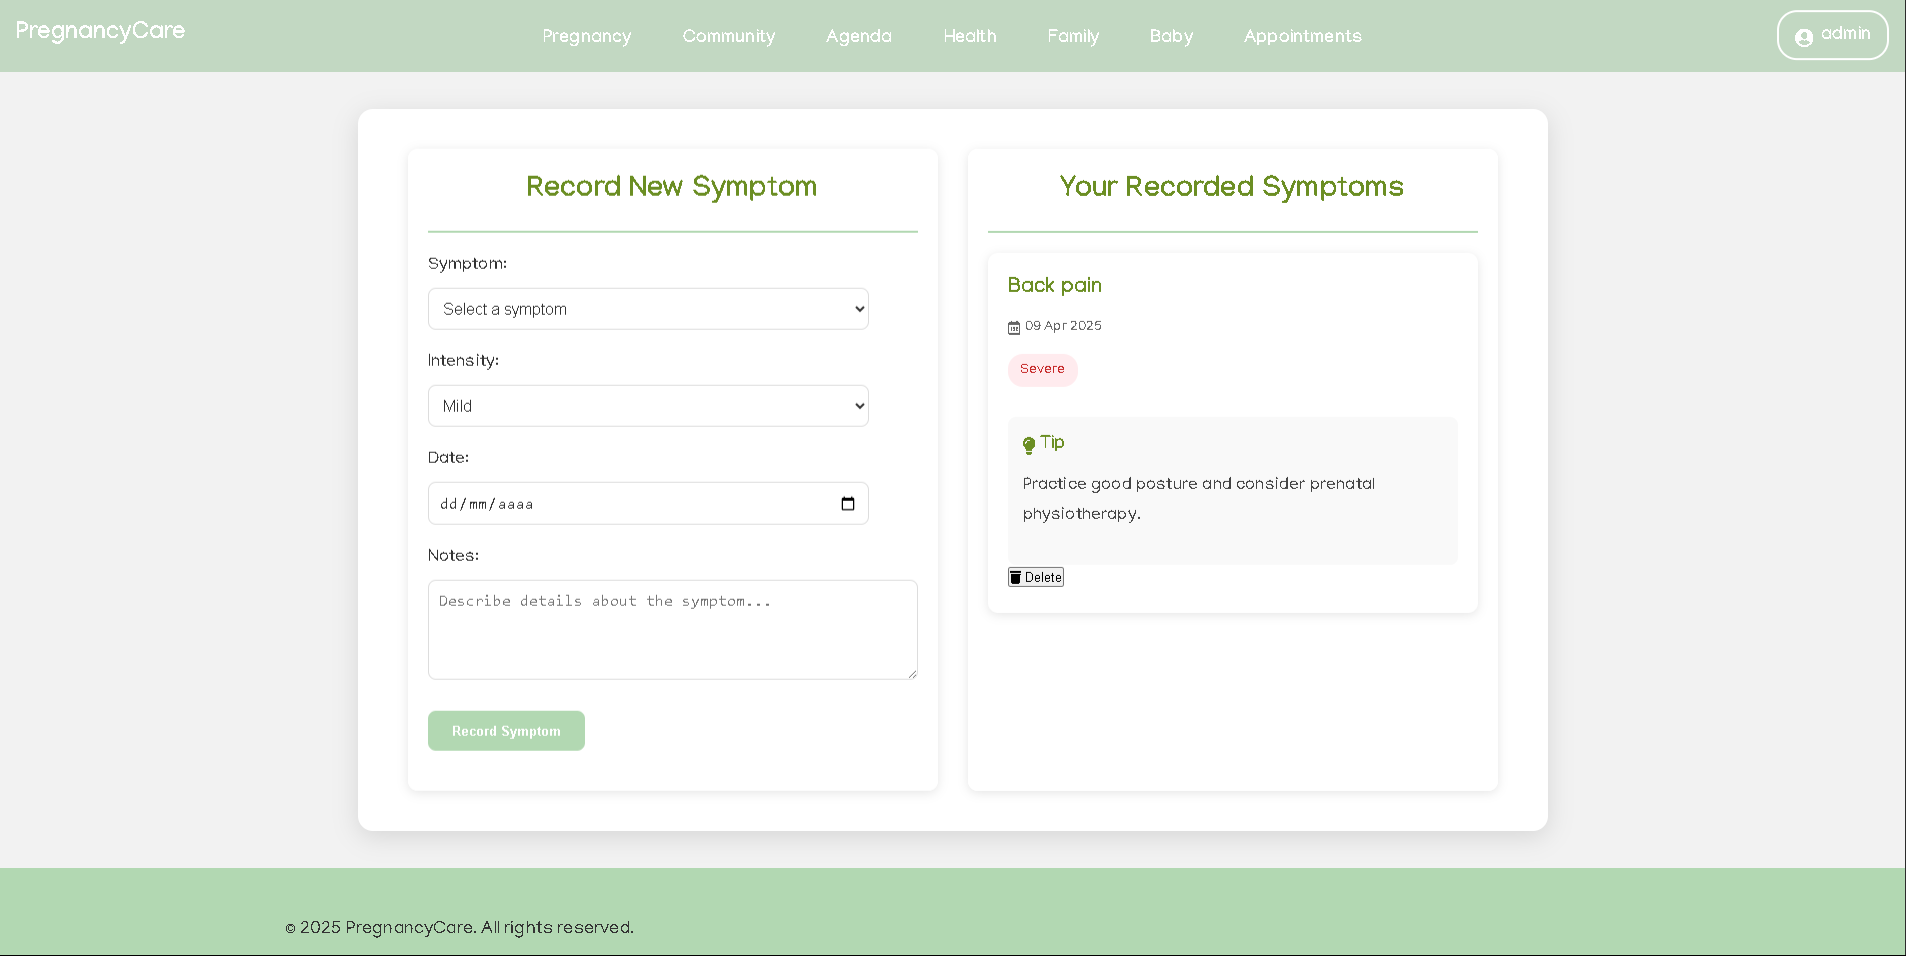 PregnancyCare
Pregnancy
Community
Agenda
Health
Family
Baby
Appointments
admin
Record New Symptom
Symptom:
Select a symptom
Intensity:
Mild
Date:
dd/mm/aaaa
Notes:
Describe details about the symptom...
Record Symptom
Your Recorded Symptoms
Back pain
09 Apr 2025
Severe
Tip
Practice good posture and consider prenatal
physiotherapy.
Delete
© 2025 PregnancyCare. All rights reserved.